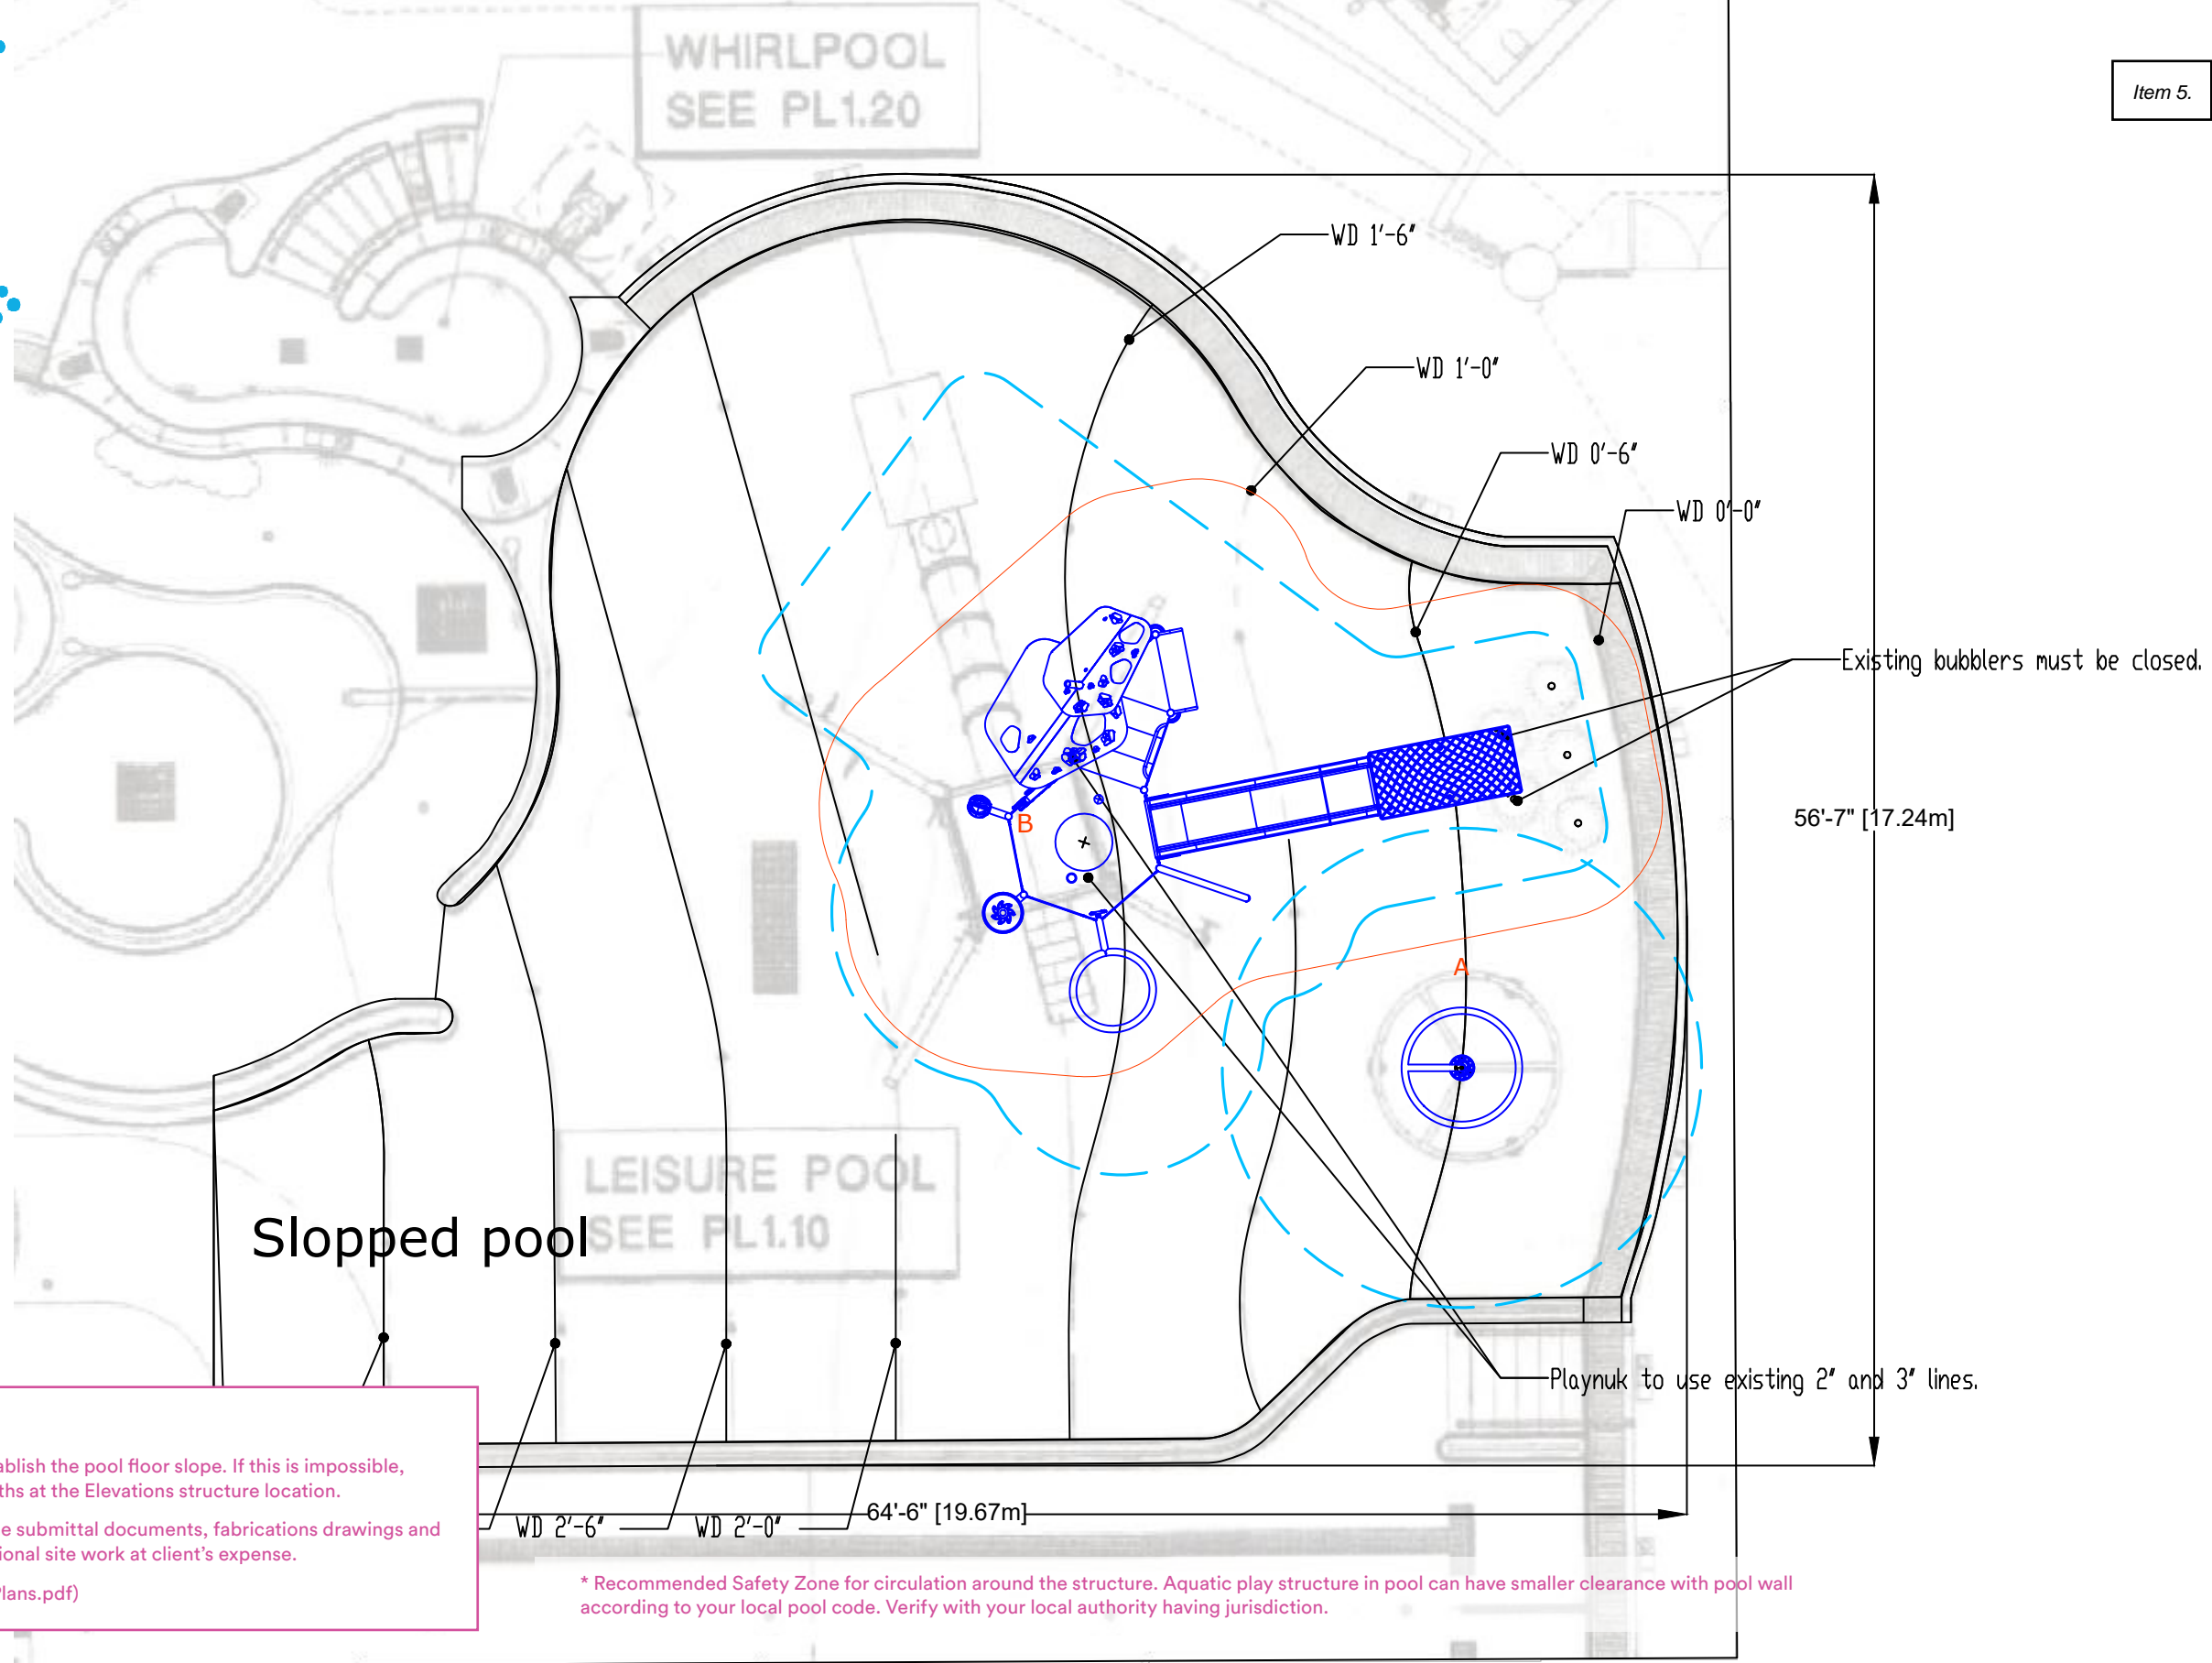 Item 5.
WHIRLPOOL
SEE PL1.20
WD 1'-6"
WD 1'-0"
WD 0'-6"
WD 0'-0"
Existing bubblers must be closed.
56'-7" [17.24m]
B
A
LEISURE POOL
SEE PL1.10
Slopped pool
Playnuk to use existing 2" and 3" lines.
64'-6" [19.67m]
WD 2'-6"
WD 2'-0"
ablish the pool floor slope. If this is impossible,
ths at the Elevations structure location.
e submittal documents, fabrications drawings and
ional site work at client's expense.
Plans.pdf)
* Recommended Safety Zone for circulation around the structure. Aquatic play structure in pool can have smaller clearance with pool wall
according to your local pool code. Verify with your local authority having jurisdiction.